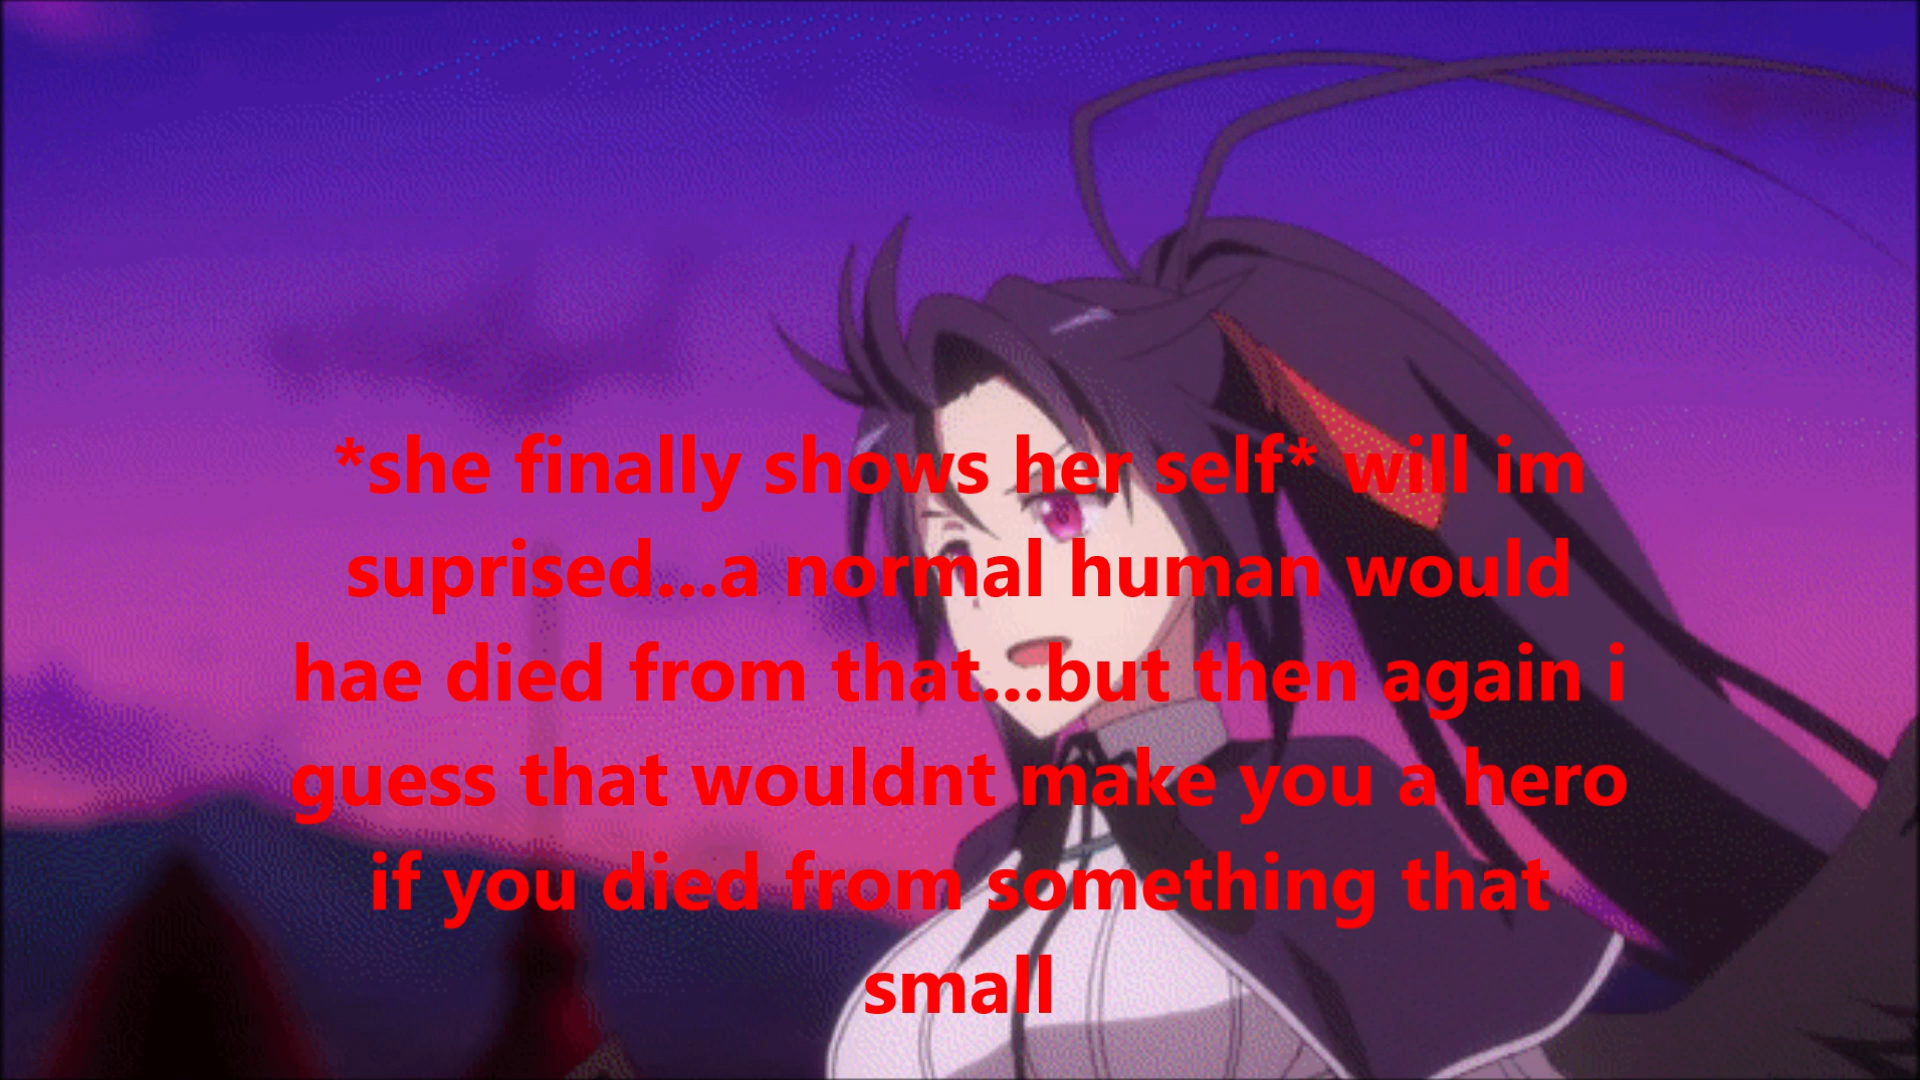 *she finally shows her self* will im
suprised...a normal human would
hae died from that...but then again i
guess that wouldnt make you a hero
if you died from something that
small